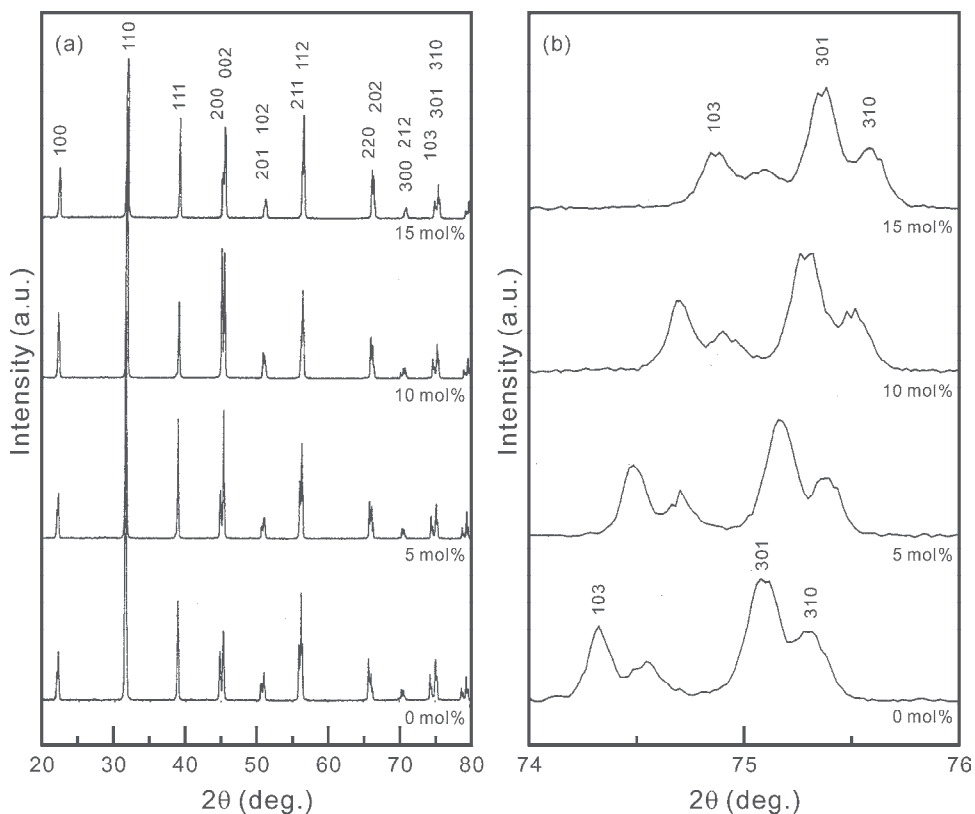 (a)
100
110
111
200 002
201 102
211 112
220 202
300 212
103 301 310
15 mol%
10 mol%
5 mol%
0 mol%
Intensity (a.u.)
20 30 40 50 60 70 80
2θ (deg.)
(b)
103
301
310
15 mol%
10 mol%
5 mol%
103
301
310
0 mol%
Intensity (a.u.)
Intensity (a.u.)
74 75 76
2θ (deg.)